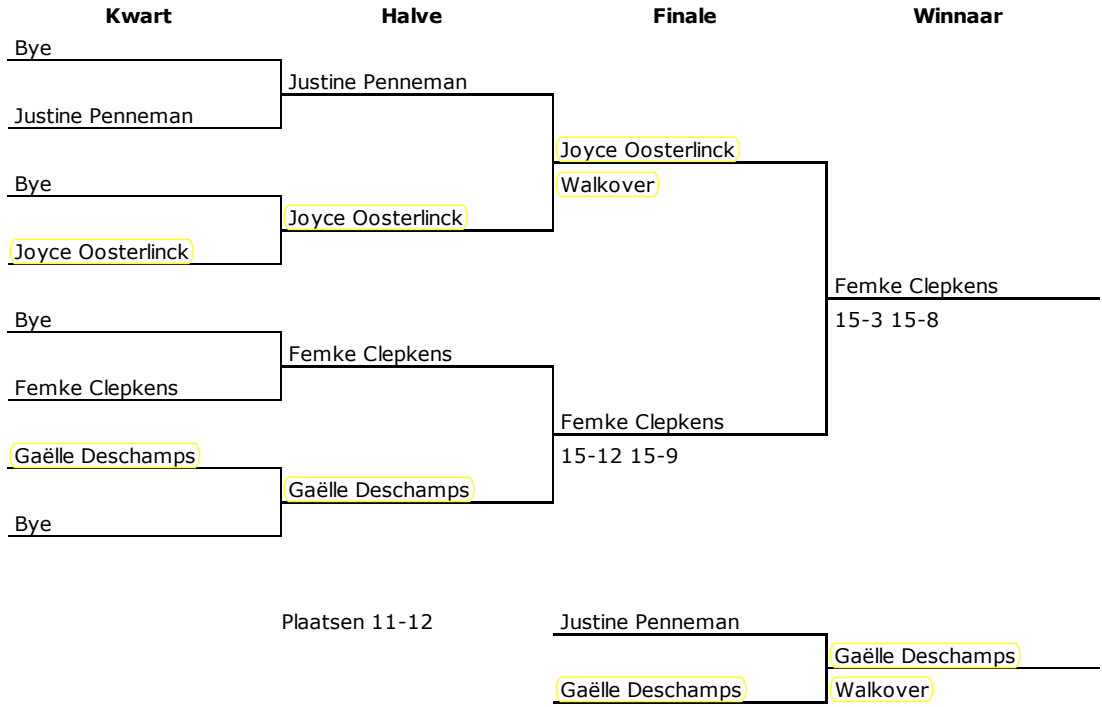 Kwart Halve Finale Winnaar
Bye
Justine Penneman
Justine Penneman
Joyce Oosterlinck
Bye
Walkover
Joyce Oosterlinck
Joyce Oosterlinck
Femke Clepkens
Bye
15-3 15-8
Femke Clepkens
Femke Clepkens
Femke Clepkens
Gaëlle Deschamps
15-12 15-9
Gaëlle Deschamps
Bye
Plaatsen 11-12
Justine Penneman
Gaëlle Deschamps
Gaëlle Deschamps
Walkover